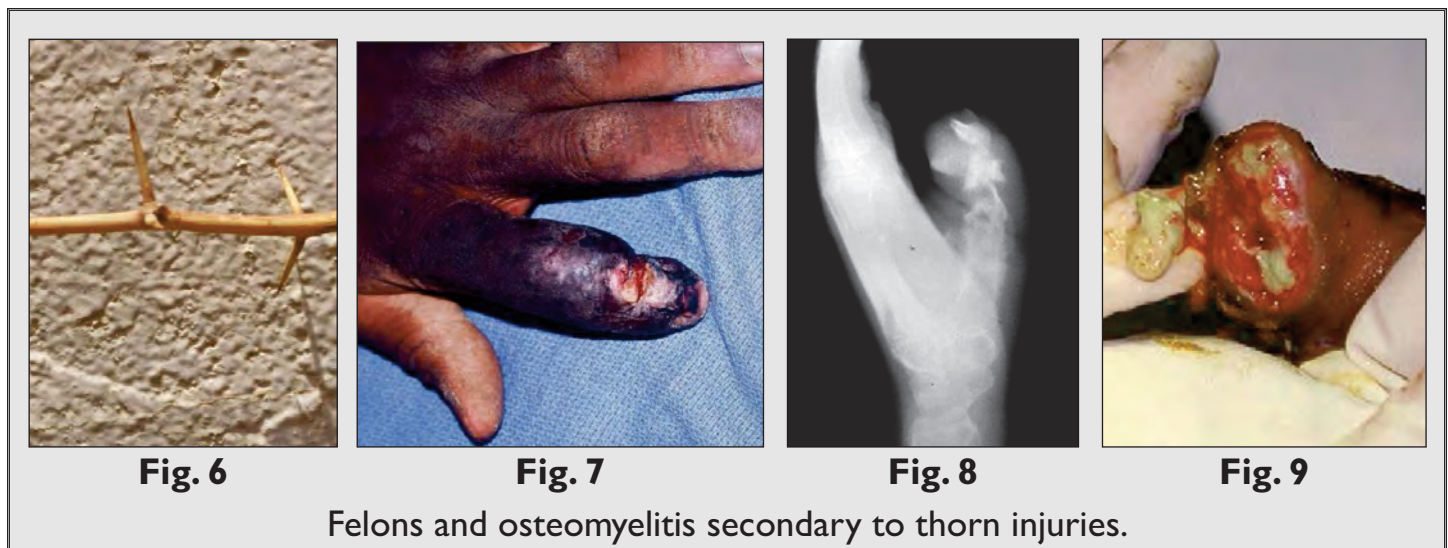 Fig. 6
Fig. 7
Fig. 8
Fig. 9
Felons and osteomyelitis secondary to thorn injuries.